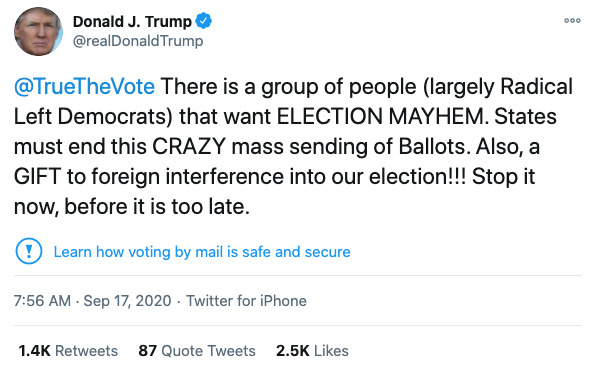 Donald J. Trump
@realDonaldTrump
@TrueTheVote There is a group of people (largely Radical
Left Democrats) that want ELECTION MAYHEM. States
must end this CRAZY mass sending of Ballots. Also, a
GIFT to foreign interference into our election!!! Stop it
now, before it is too late.
Learn how voting by mail is safe and secure
7:56 AM · Sep 17, 2020 · Twitter for iPhone
1.4K Retweets 87 Quote Tweets 2.5K Likes